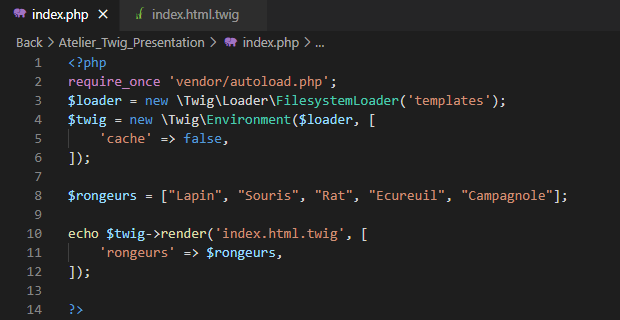 index.php ×
index.html.twig
Back > Atelier_Twig_Presentation > index.php > ...
1 <?php
2 require_once 'vendor/autoload.php';
3 $loader = new \Twig\Loader\FilesystemLoader('templates');
4 $twig = new \Twig\Environment($loader, [
5     'cache' => false,
6 ]);
7
8 $rongeurs = ["Lapin", "Souris", "Rat", "Ecureuil", "Campagnole"];
9
10 echo $twig->render('index.html.twig', [
11     'rongeurs' => $rongeurs,
12 ]);
13
14 ?>